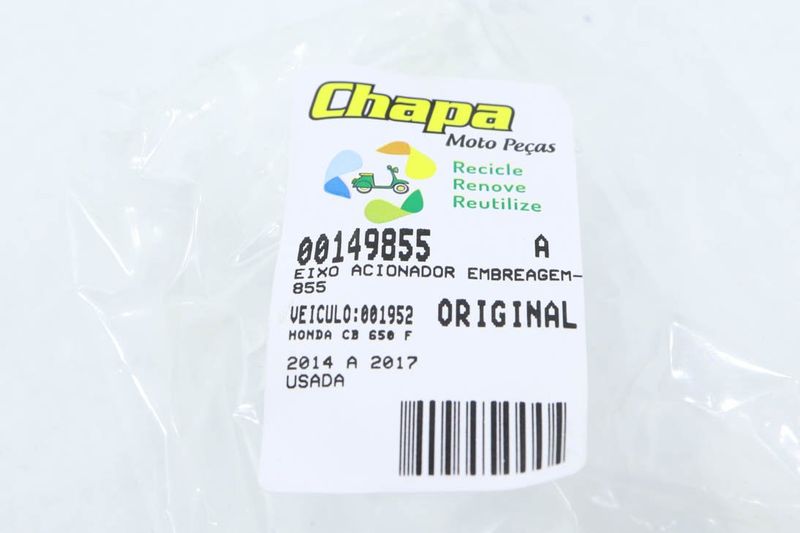 Chapa
Moto Peças
Recicle
Renove
Reutilize
00149855 A
EIXO ACIONADOR EMBREAGEM-
855
VEICULO:001952 ORIGINAL
HONDA CB 650 F
2014 A 2017
USADA